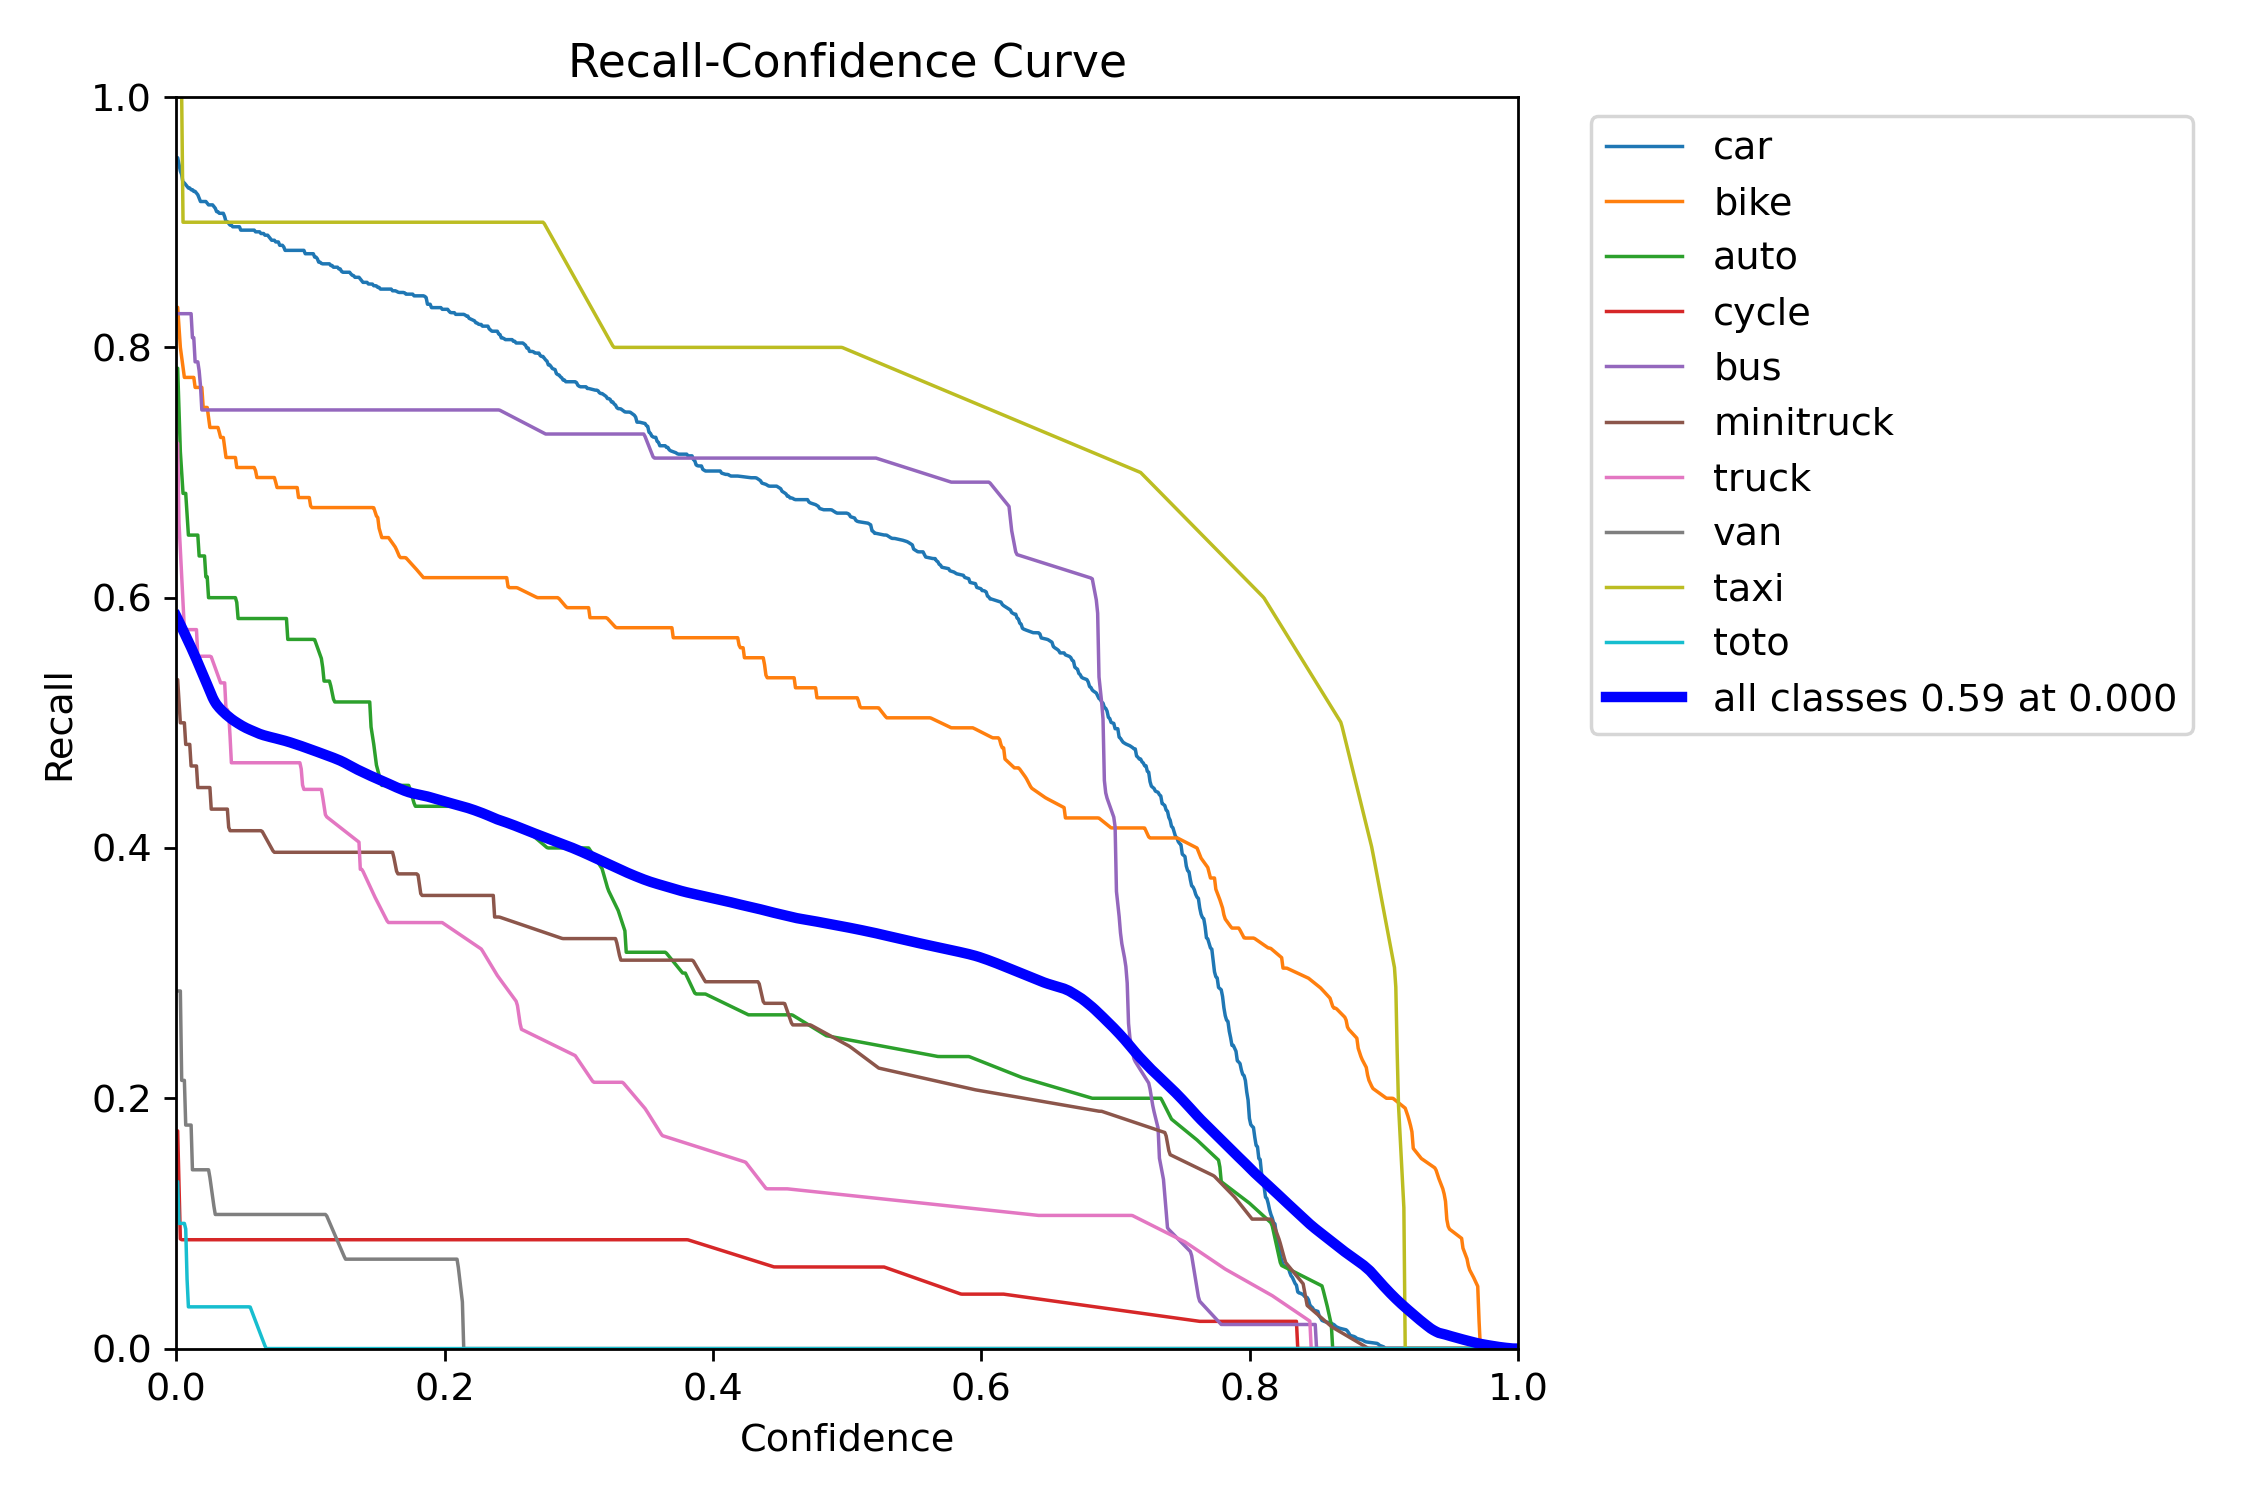 Recall-Confidence Curve
1.0
0.8
0.6
0.4
0.2
0.0
Recall
0.0 0.2 0.4 0.6 0.8 1.0
Confidence
car
bike
auto
cycle
bus
minitruck
truck
van
taxi
toto
all classes 0.59 at 0.000